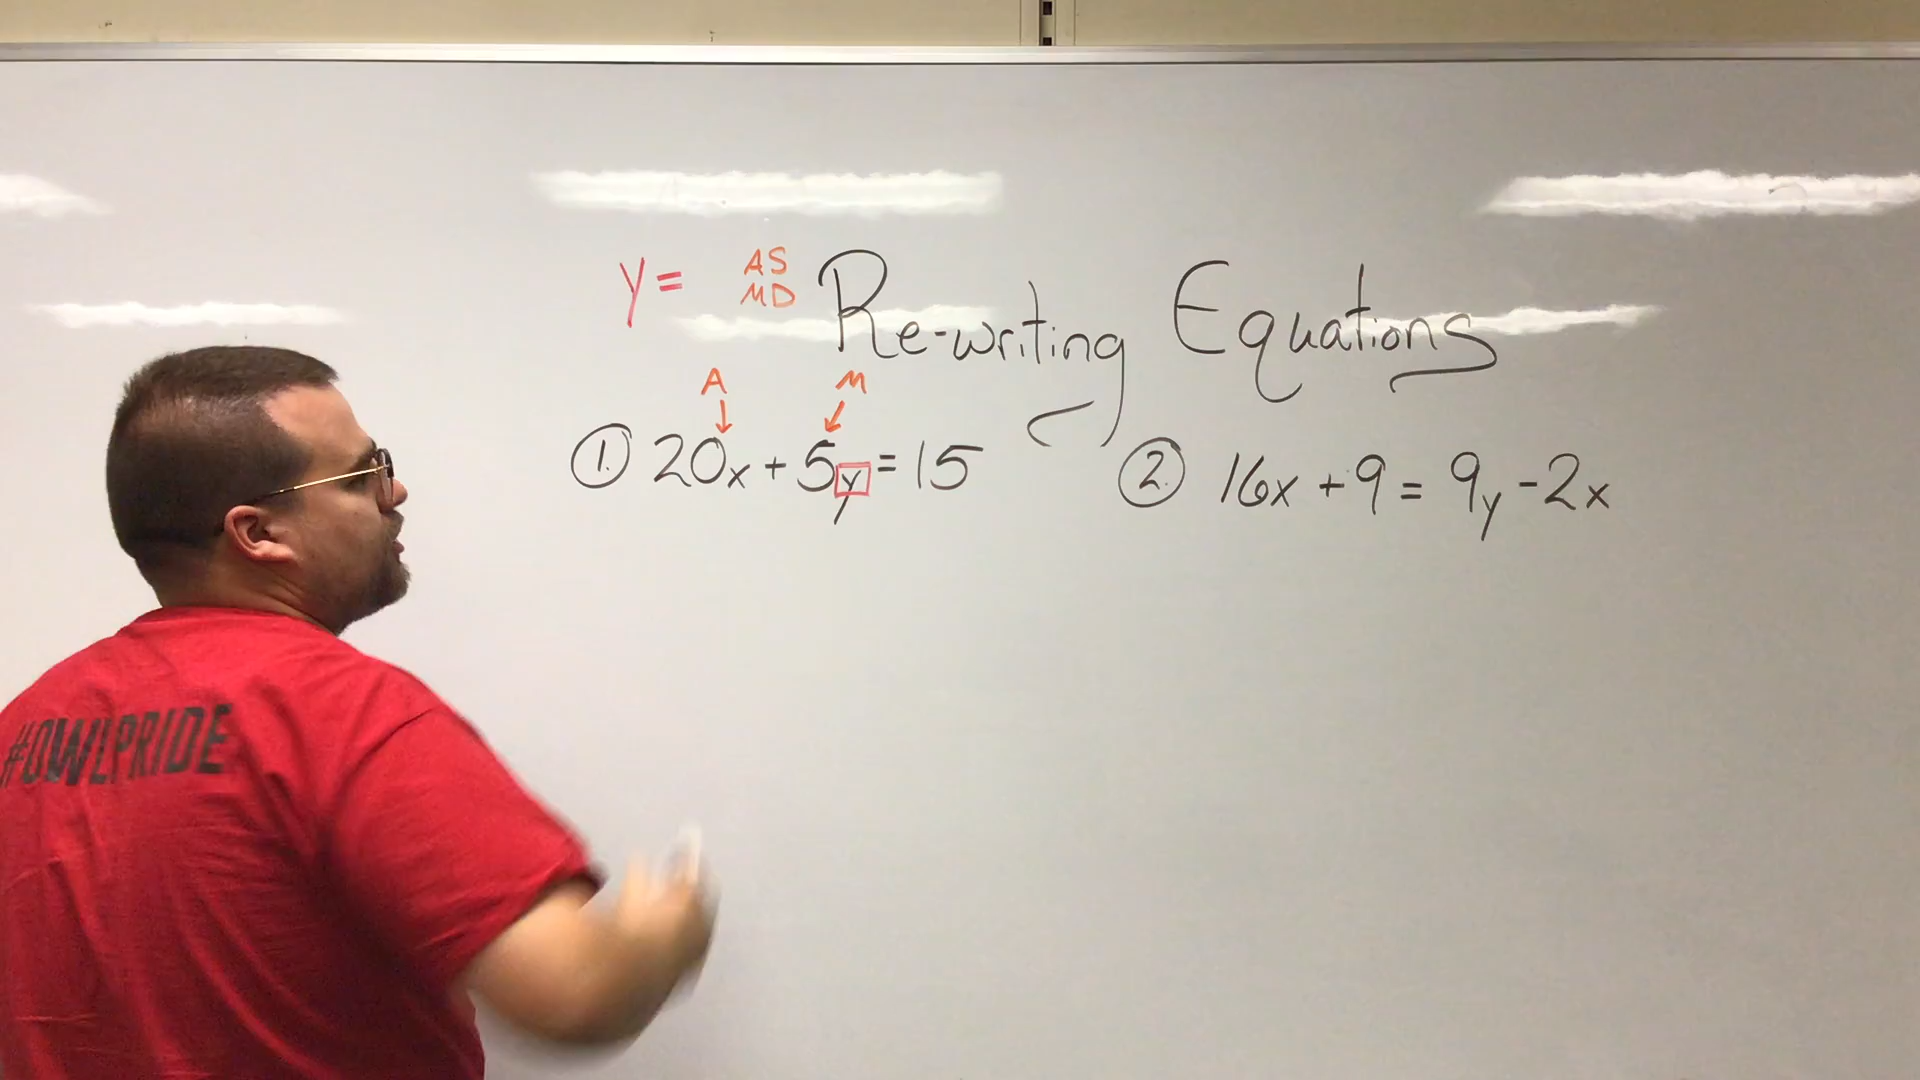 y= AS
MD
Re-writing Equations
A M
1. 20x + 5y = 15
2. 16x + 9 = 9y - 2x
#OWLPRIDE